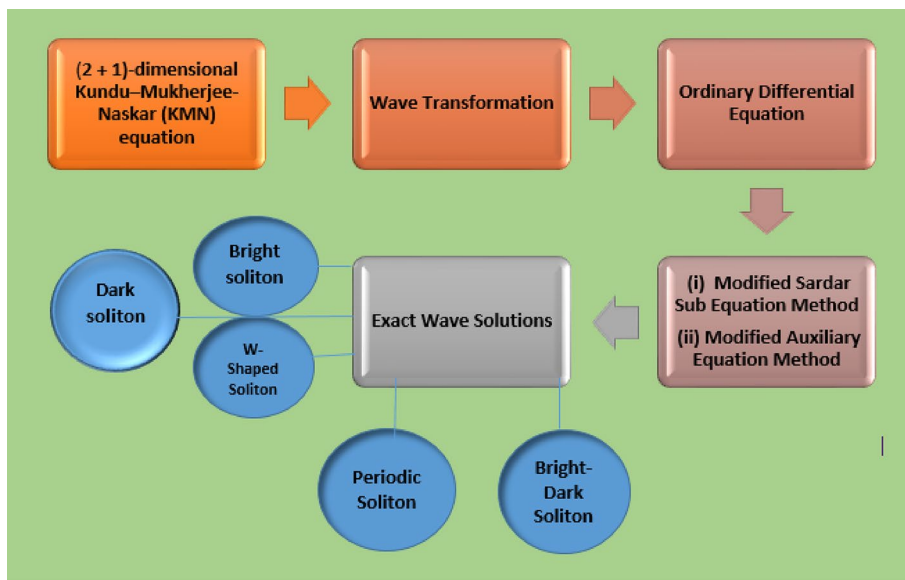 (2 + 1)-dimensional
Kundu–Mukherjee-
Naskar (KMN)
equation
Wave Transformation
Ordinary Differential
Equation
(i) Modified Sardar
Sub Equation Method
(ii) Modified Auxiliary
Equation Method
Exact Wave Solutions
Bright
soliton
Dark
soliton
W-
Shaped
Soliton
Periodic
Soliton
Bright-
Dark
Soliton